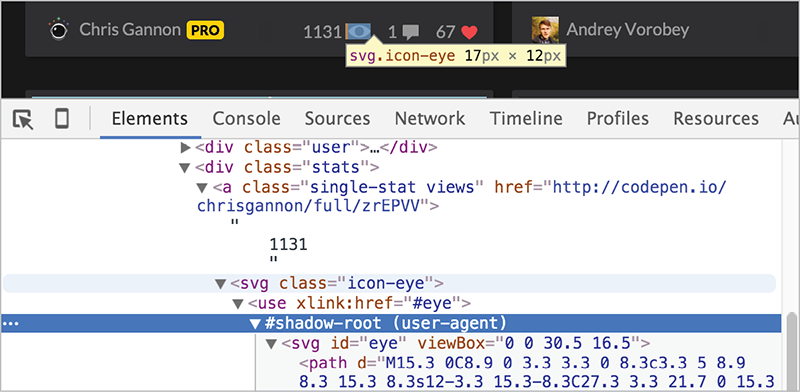 Chris Gannon PRO 1131 1 67 Andrey Vorobey
svg.icon-eye 17px × 12px
Elements Console Sources Network Timeline Profiles Resources Au
▶<div class="user">…</div>
▼<div class="stats">
▼<a class="single-stat views" href="http://codepen.io/
chrisgannon/full/zrEPVV">
"
1131
"
▼<svg class="icon-eye">
▼<use xlink:href="#eye">
… ▼#shadow-root (user-agent)
▼<svg id="eye" viewBox="0 0 30.5 16.5">
<path d="M15.3 0C8.9 0 3.3 3.3 0 8.3c3.3 5 8.9
8.3 15.3 8.3s12-3.3 15.3-8.3C27.3 3.3 21.7 0 15.3